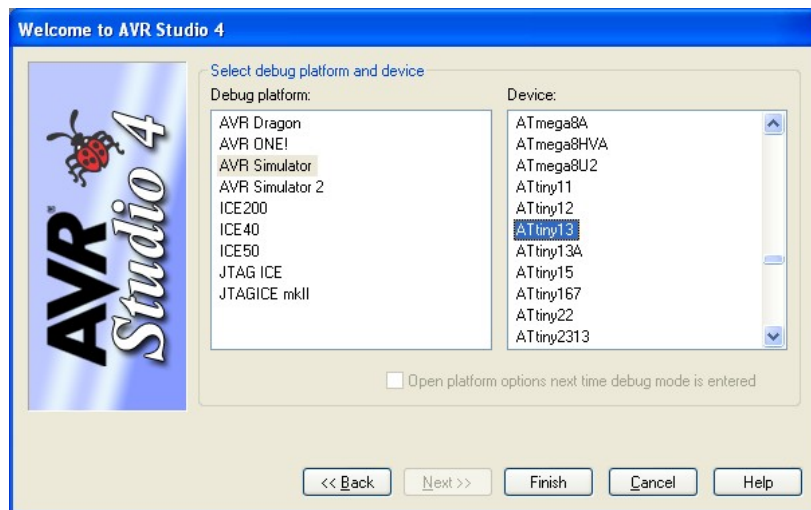 Welcome to AVR Studio 4
AVR Studio 4
Select debug platform and device
Debug platform:
AVR Dragon
AVR ONE!
AVR Simulator
AVR Simulator 2
ICE200
ICE40
ICE50
JTAG ICE
JTAGICE mkII
Device:
ATmega8A
ATmega8HVA
ATmega8U2
ATtiny11
ATtiny12
ATtiny13
ATtiny13A
ATtiny15
ATtiny167
ATtiny22
ATtiny2313
Open platform options next time debug mode is entered
<< Back
Next >>
Finish
Cancel
Help